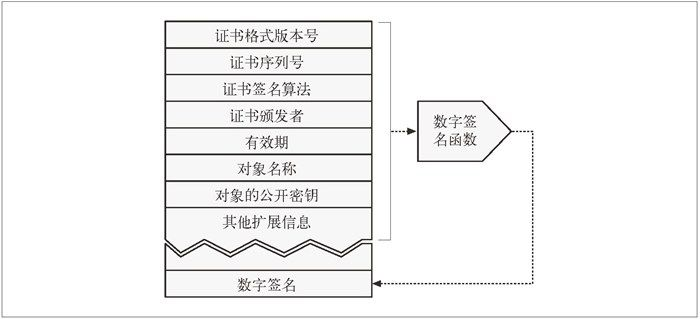 证书格式版本号
证书序列号
证书签名算法
证书颁发者
有效期
对象名称
对象的公开密钥
其他扩展信息
数字签
名函数
数字签名